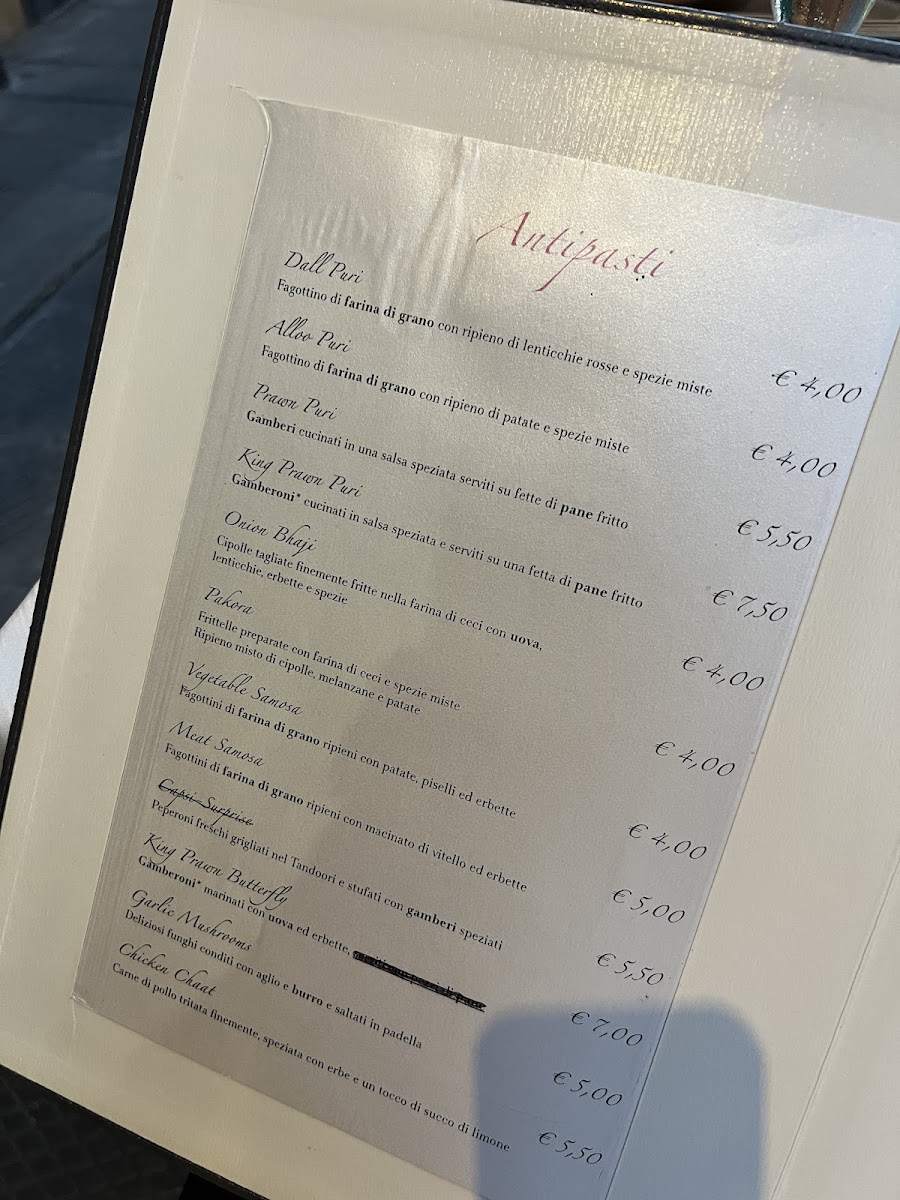 Antipasti
Dall Puri
Fagottino di farina di grano con ripieno di lenticchie rosse e spezie miste € 4,00
Alloo Puri
Fagottino di farina di grano con ripieno di patate e spezie miste € 4,00
Prawn Puri
Gamberi cucinati in una salsa speziata serviti su fette di pane fritto € 5,50
King Prawn Puri
Gamberoni* cucinati in salsa speziata e serviti su una fetta di pane fritto € 7,50
Onion Bhaji
Cipolle tagliate finemente fritte nella farina di ceci con uova,
lenticchie, erbette e spezie € 4,00
Pakora
Frittelle preparate con farina di ceci e spezie miste
Ripieno misto di cipolle, melanzane e patate € 4,00
Vegetable Samosa
Fagottini di farina di grano ripieni con patate, piselli ed erbette € 4,00
Meat Samosa
Fagottini di farina di grano ripieni con macinato di vitello ed erbette € 5,00
Capsi Surprise
Peperoni freschi grigliati nel Tandoori e stufati con gamberi speziati € 5,50
King Prawn Butterfly
Gamberoni* marinati con uova ed erbette, € 7,00
Garlic Mushrooms
Deliziosi funghi conditi con aglio e burro e saltati in padella € 5,00
Chicken Chaat
Carne di pollo tritata finemente, speziata con erbe e un tocco di succo di limone € 5,50